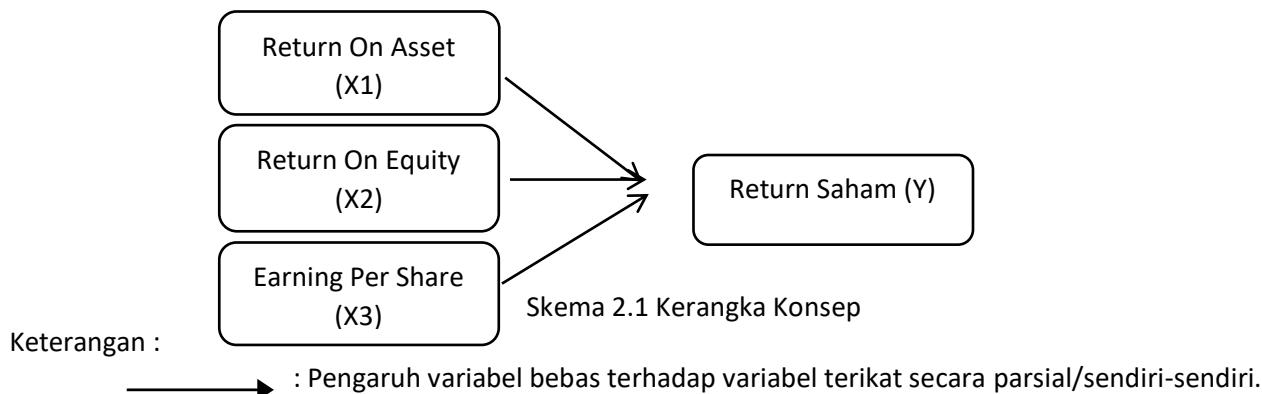 Return On Asset
(X1)
Return On Equity
(X2)
Return Saham (Y)
Earning Per Share
(X3)
Skema 2.1 Kerangka Konsep
Keterangan :
: Pengaruh variabel bebas terhadap variabel terikat secara parsial/sendiri-sendiri.